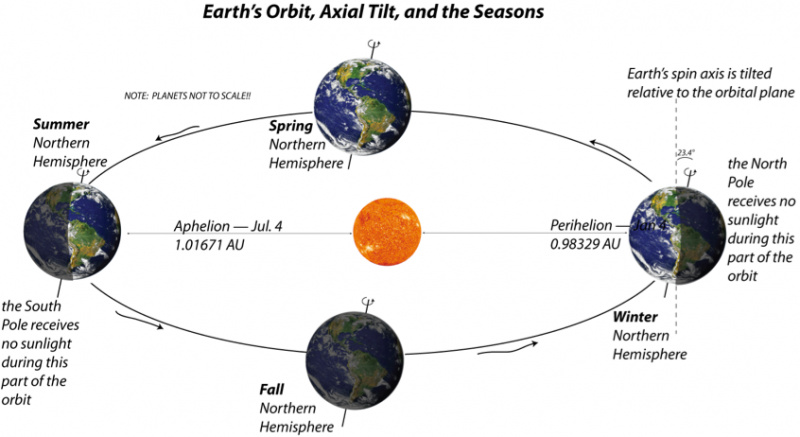 Earth's Orbit, Axial Tilt, and the Seasons
NOTE: PLANETS NOT TO SCALE!!
Earth's spin axis is tilted
relative to the orbital plane
23.4°
Summer
Northern
Hemisphere
Spring
Northern
Hemisphere
the North
Pole
receives no
sunlight
during this
part of the
orbit
Aphelion — Jul. 4
1.01671 AU
Perihelion — Jan 4
0.98329 AU
the South
Pole receives
no sunlight
during this
part of the
orbit
Winter
Northern
Hemisphere
Fall
Northern
Hemisphere